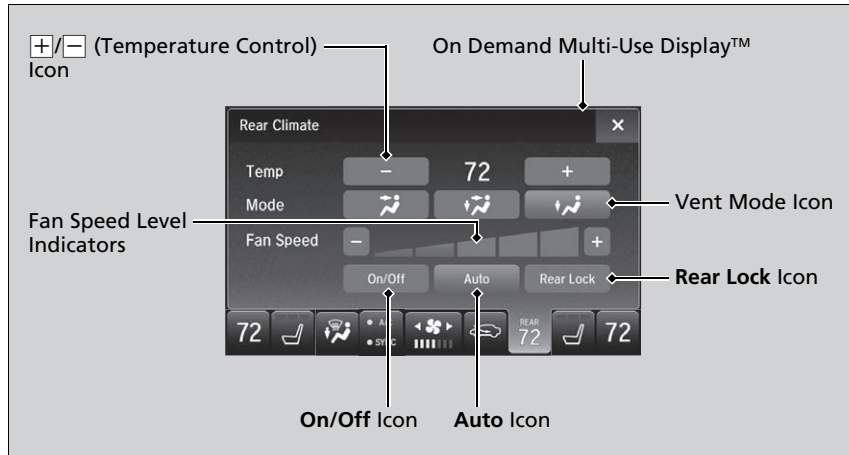 +/− (Temperature Control)
Icon
On Demand Multi-Use Display™
Rear Climate
×
Temp
−
72
+
Mode
Vent Mode Icon
Fan Speed Level
Indicators
Fan Speed
−
+
On/Off
Auto
Rear Lock
Rear Lock Icon
72
REAR
72
72
On/Off Icon
Auto Icon